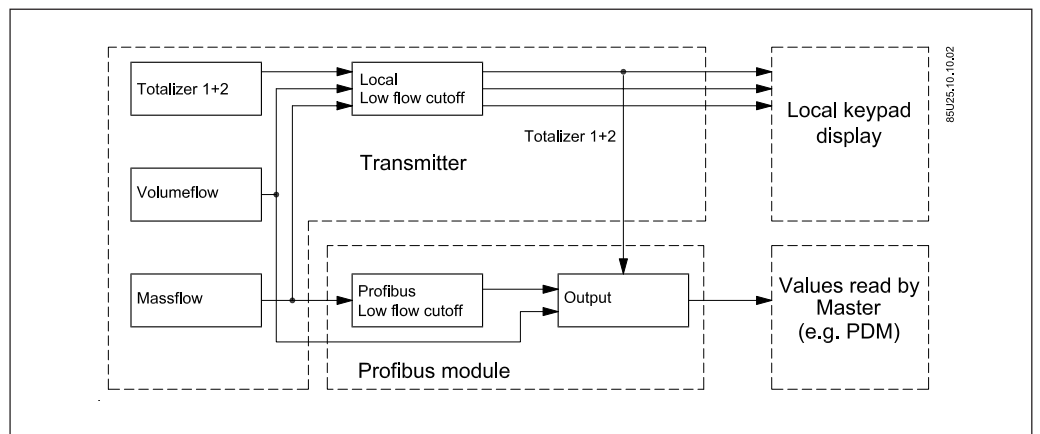 Totalizer 1+2
Local
Low flow cutoff
Local keypad
display
85U25.10.10.02
Totalizer 1+2
Transmitter
Volumeflow
Massflow
Profibus
Low flow cutoff
Output
Values read by
Master
(e.g. PDM)
Profibus module